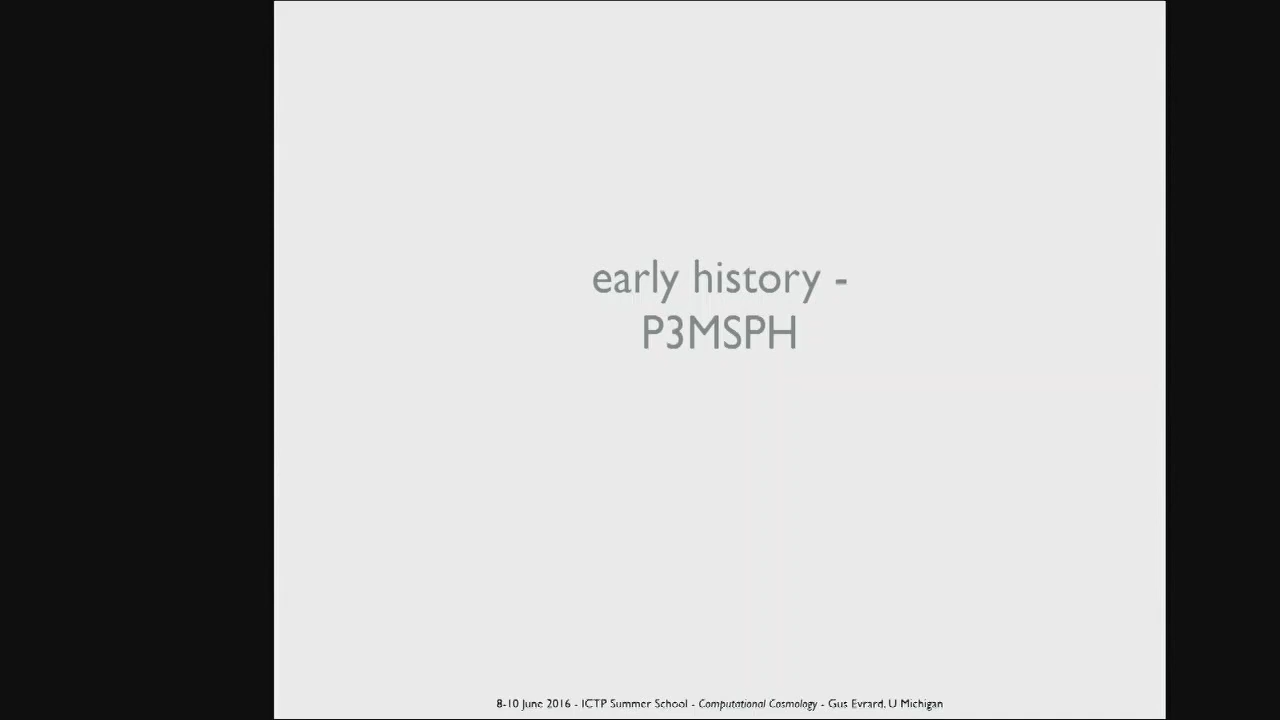 early history -
P3MSPH
8-10 June 2016 - ICTP Summer School - Computational Cosmology - Gus Evrard, U Michigan